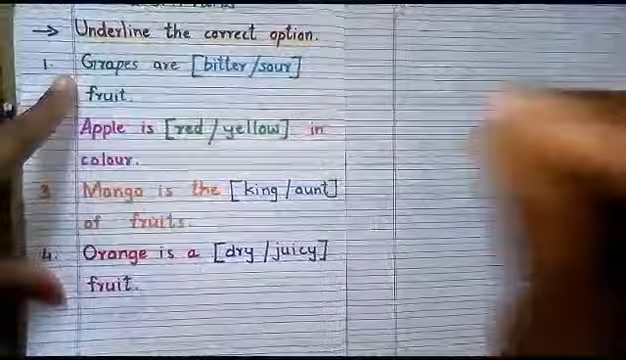 → Underline the correct option.
1. Grapes are [bitter/sour]
fruit.
Apple is [red/yellow] in
colour.
3 Mango is the [king/aunt]
of fruits.
4. Orange is a [dry/juicy]
fruit.